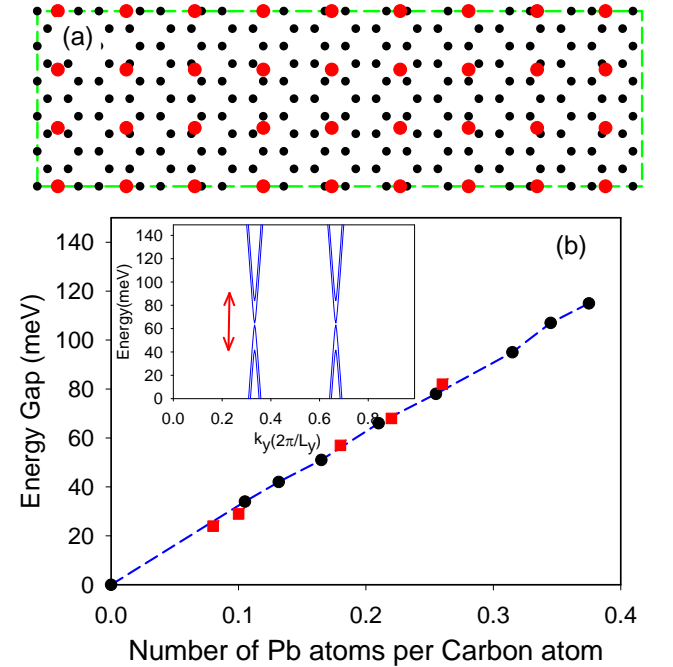 (a)
(b)
140
120
100
80
60
40
20
0
Energy Gap (meV)
0.0 0.1 0.2 0.3 0.4
Number of Pb atoms per Carbon atom
140
120
100
80
60
40
20
0
Energy(meV)
0.0 0.2 0.4 0.6 0.8
k_y(2π/L_y)